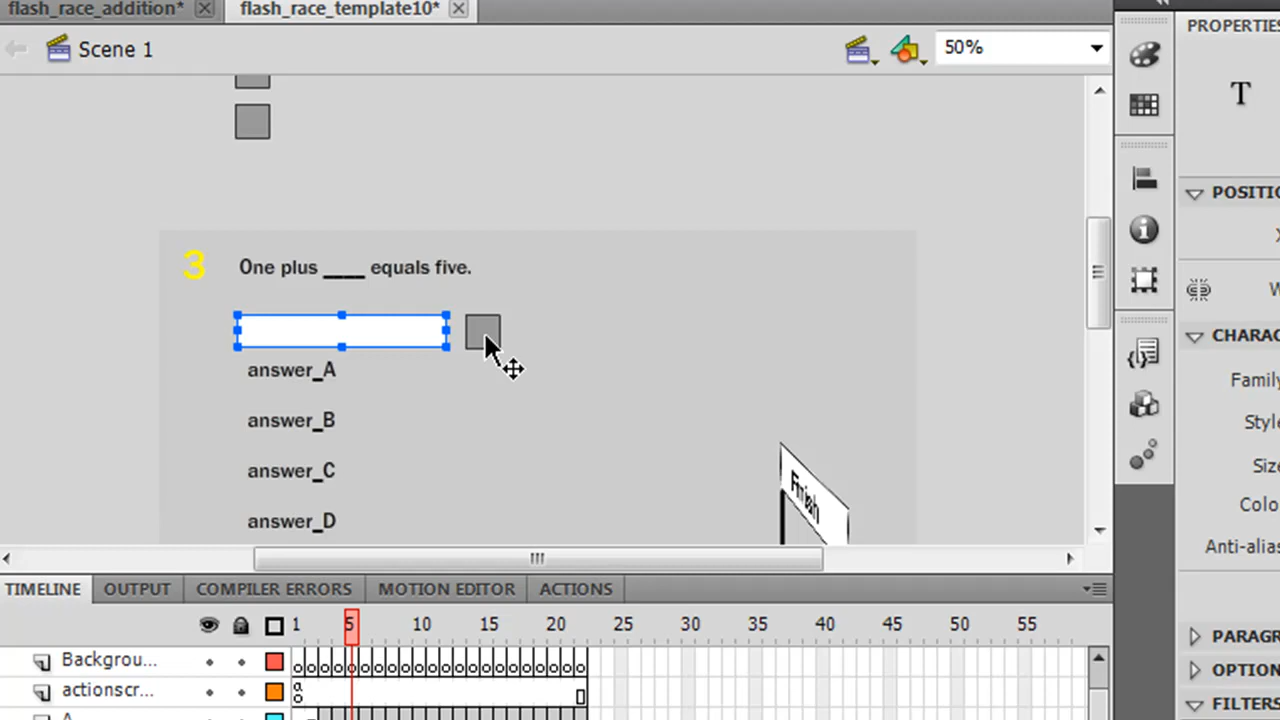 flash_race_addition*
flash_race_template10*
Scene 1
50%
PROPERTIES
T
POSITIO
3
One plus ____ equals five.
answer_A
answer_B
answer_C
answer_D
Finish
CHARAC
Family
Style
Size
Colo
Anti-alias
PARAGR
OPTION
FILTERS
TIMELINE
OUTPUT
COMPILER ERRORS
MOTION EDITOR
ACTIONS
1 5 10 15 20 25 30 35 40 45 50 55
Backgrou...
actionscr...